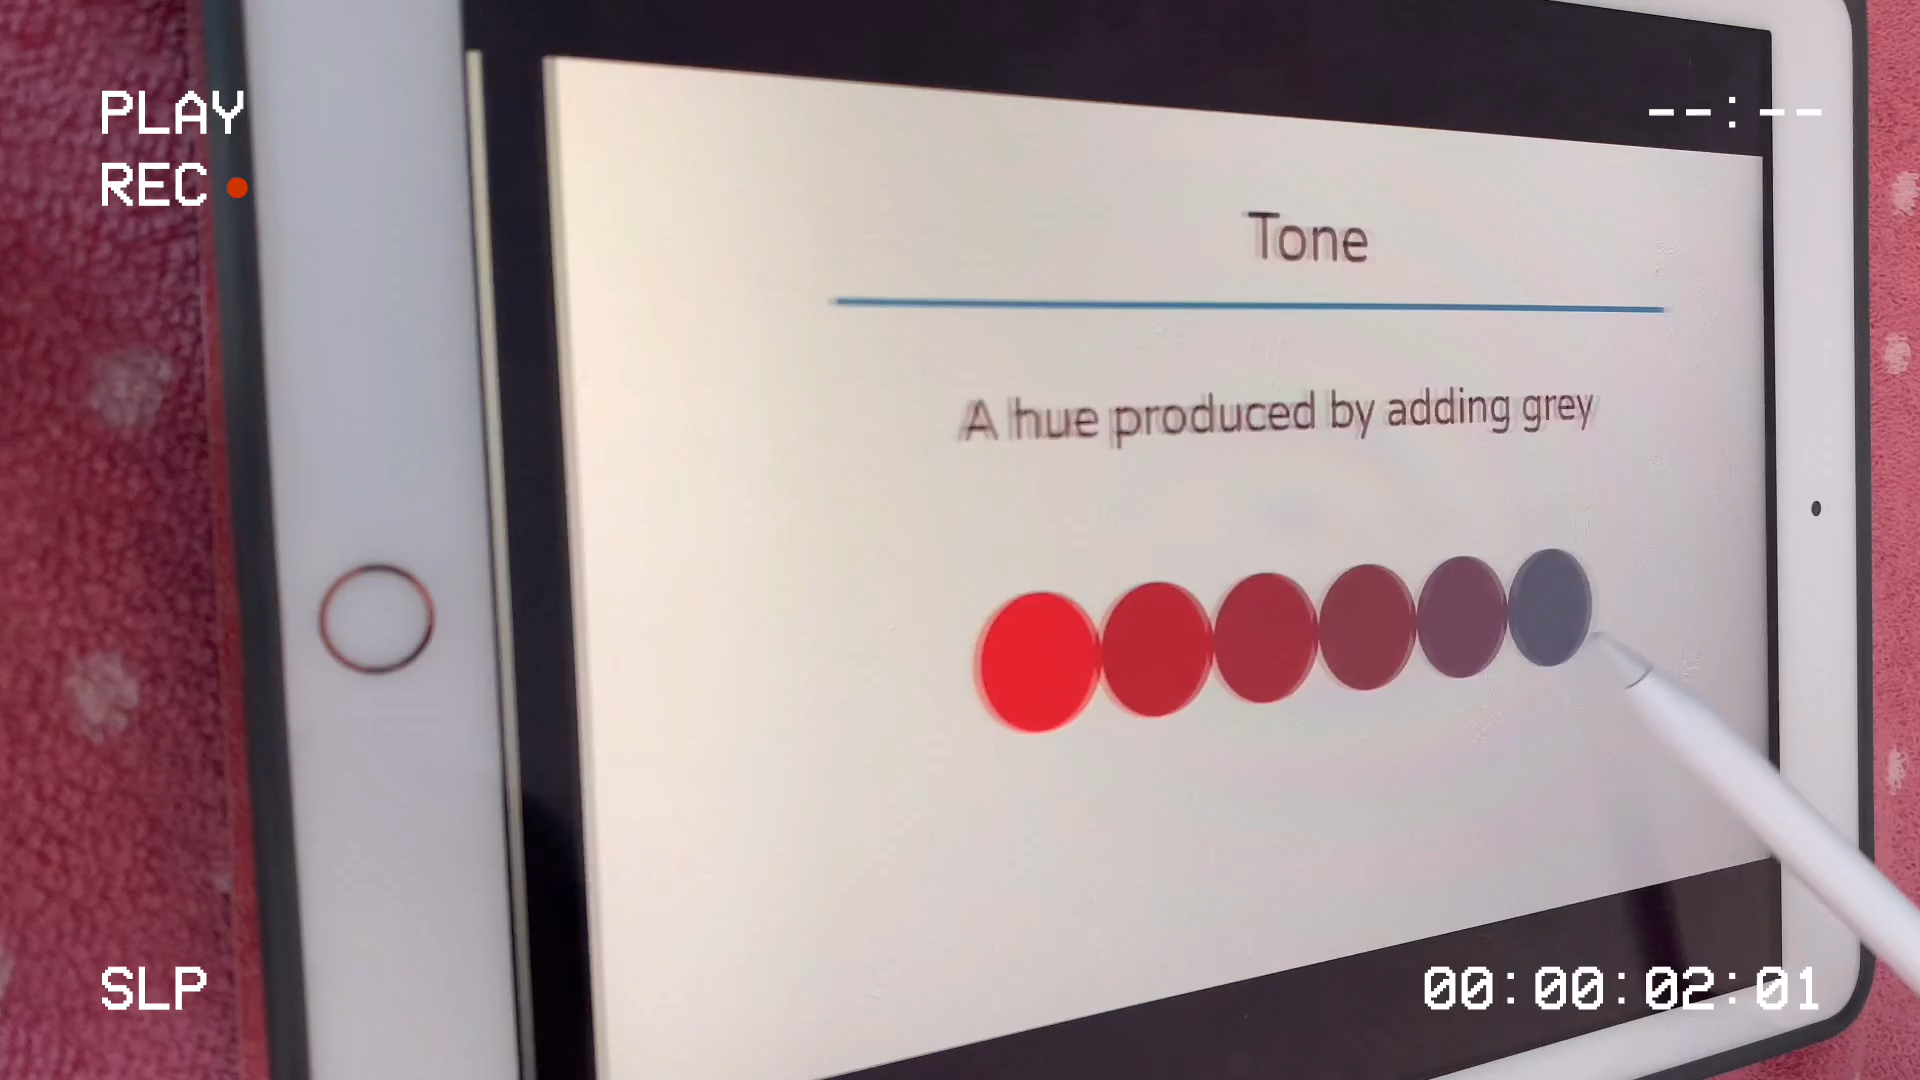 PLAY
REC
--:--
Tone
A hue produced by adding grey
SLP
00:00:02:01